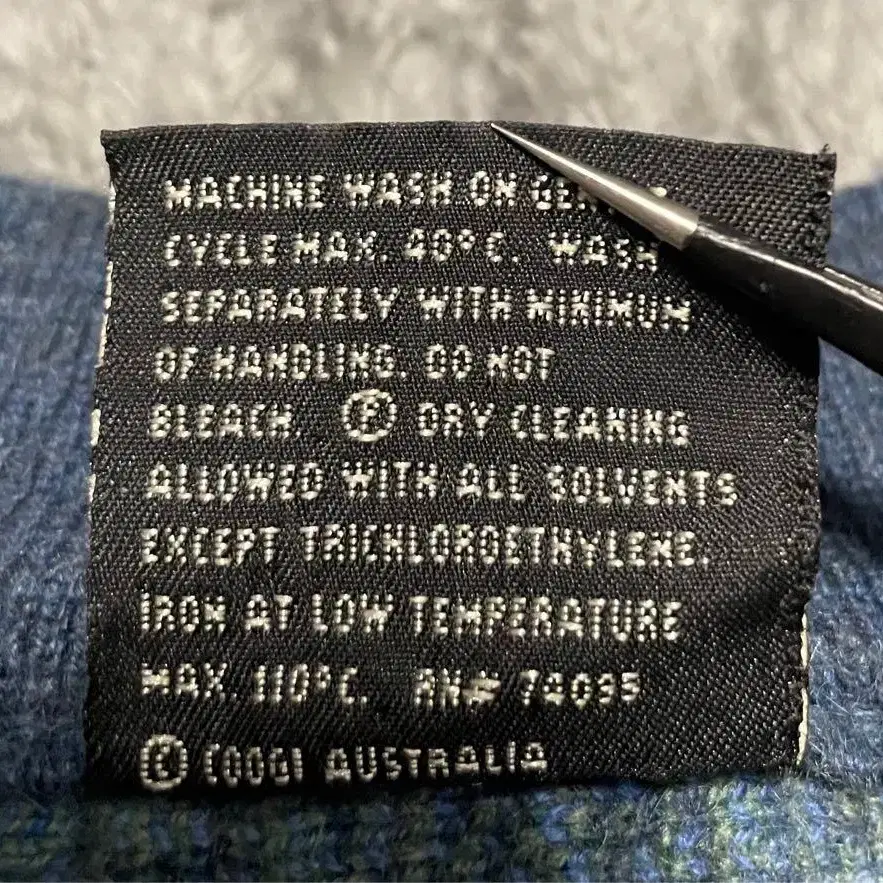 MACHINE WASH ON
CYCLE MAX. 40°C. WASH
SEPARATELY WITH MINIMUM
OF HANDLING. DO NOT
BLEACH. Ⓟ DRY CLEANING
ALLOWED WITH ALL SOLVENTS
EXCEPT TRICHLOROETHYLENE.
IRON AT LOW TEMPERATURE
MAX. 110°C. RN# 74035
© COOGI AUSTRALIA